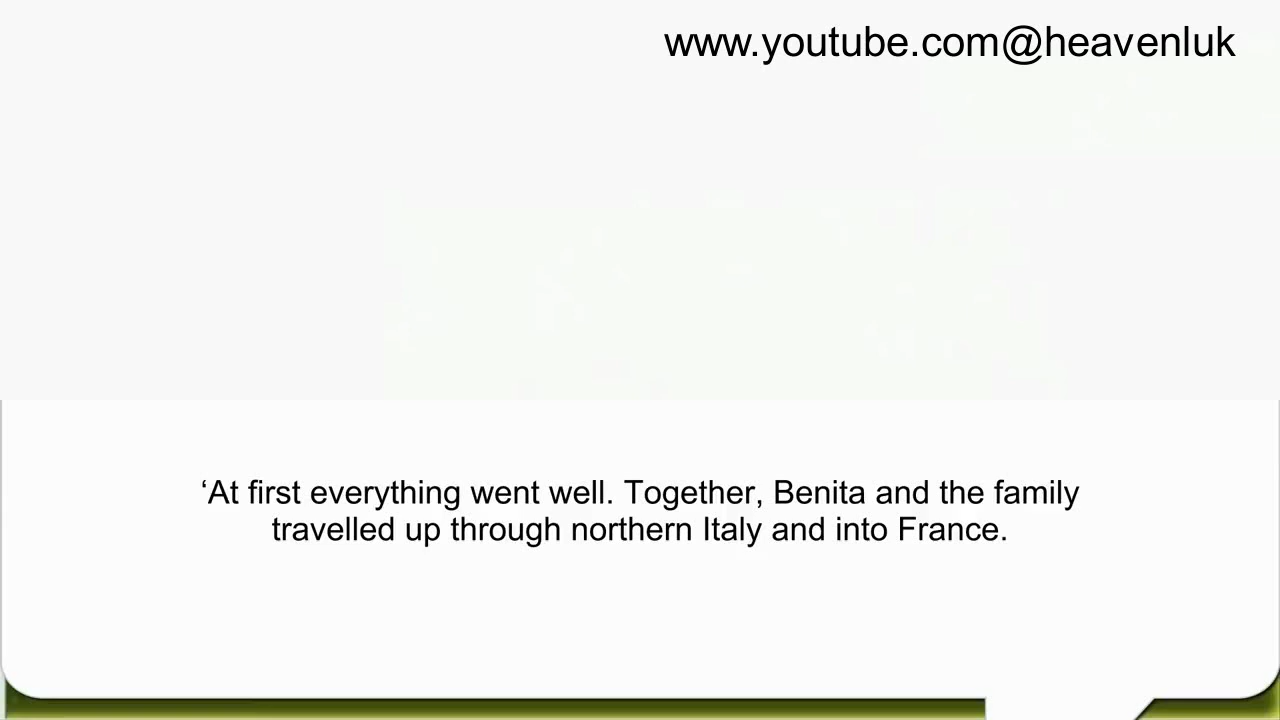 www.youtube.com@heavenluk
‘At first everything went well. Together, Benita and the family
travelled up through northern Italy and into France.